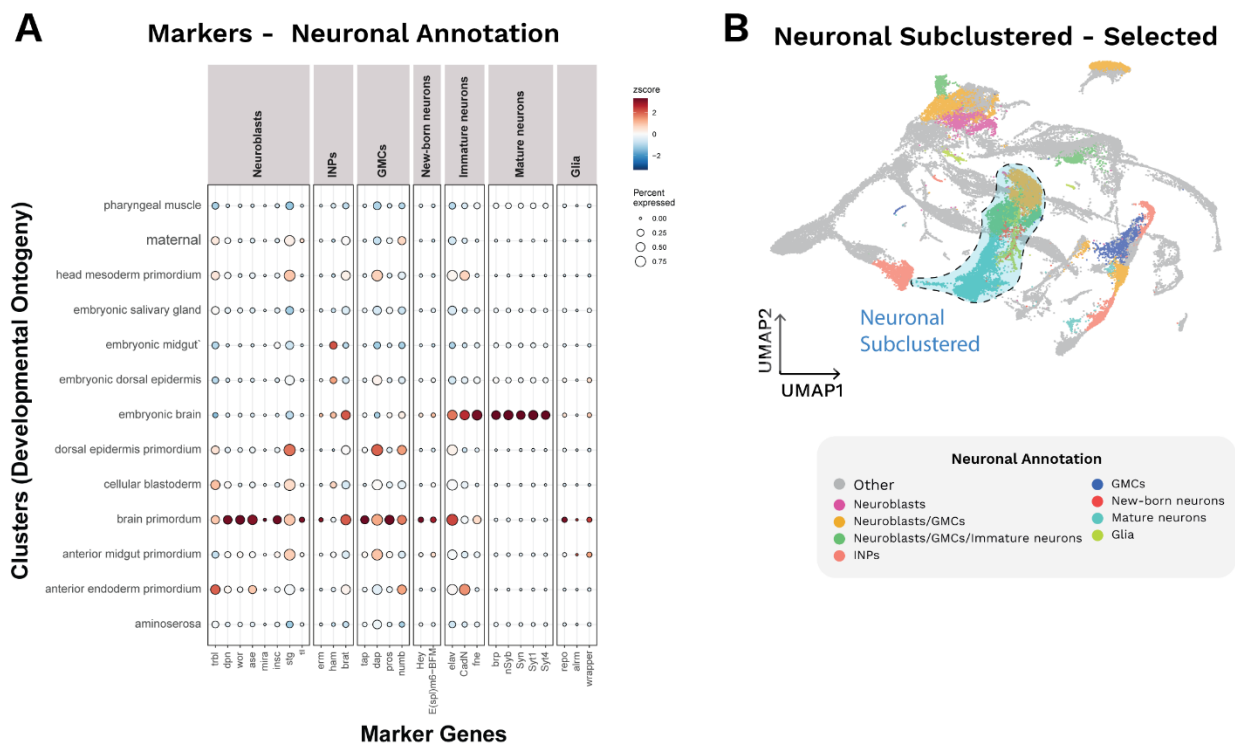 A
Markers - Neuronal Annotation
Neuroblasts
INPs
GMCs
New-born neurons
Immature neurons
Mature neurons
Glia
zscore
2
0
-2
Percent
expressed
0.00
0.25
0.50
0.75
Clusters (Developmental Ontogeny)
pharyngeal muscle
maternal
head mesoderm primordium
embryonic salivary gland
embryonic midgut`
embryonic dorsal epidermis
embryonic brain
dorsal epidermis primordium
cellular blastoderm
brain primordum
anterior midgut primordium
anterior endoderm primordium
aminoserosa
trbl
dpn
wor
ase
mira
insc
stg
tl
erm
ham
brat
tap
dap
pros
numb
Hey
E(spl)m6-BFM
elav
CadN
fne
brp
nSyb
Syn
Syt1
Syt4
repo
alrm
wrapper
Marker Genes
B
Neuronal Subclustered - Selected
Neuronal
Subclustered
UMAP2
UMAP1
Neuronal Annotation
Other
Neuroblasts
Neuroblasts/GMCs
Neuroblasts/GMCs/Immature neurons
INPs
GMCs
New-born neurons
Mature neurons
Glia